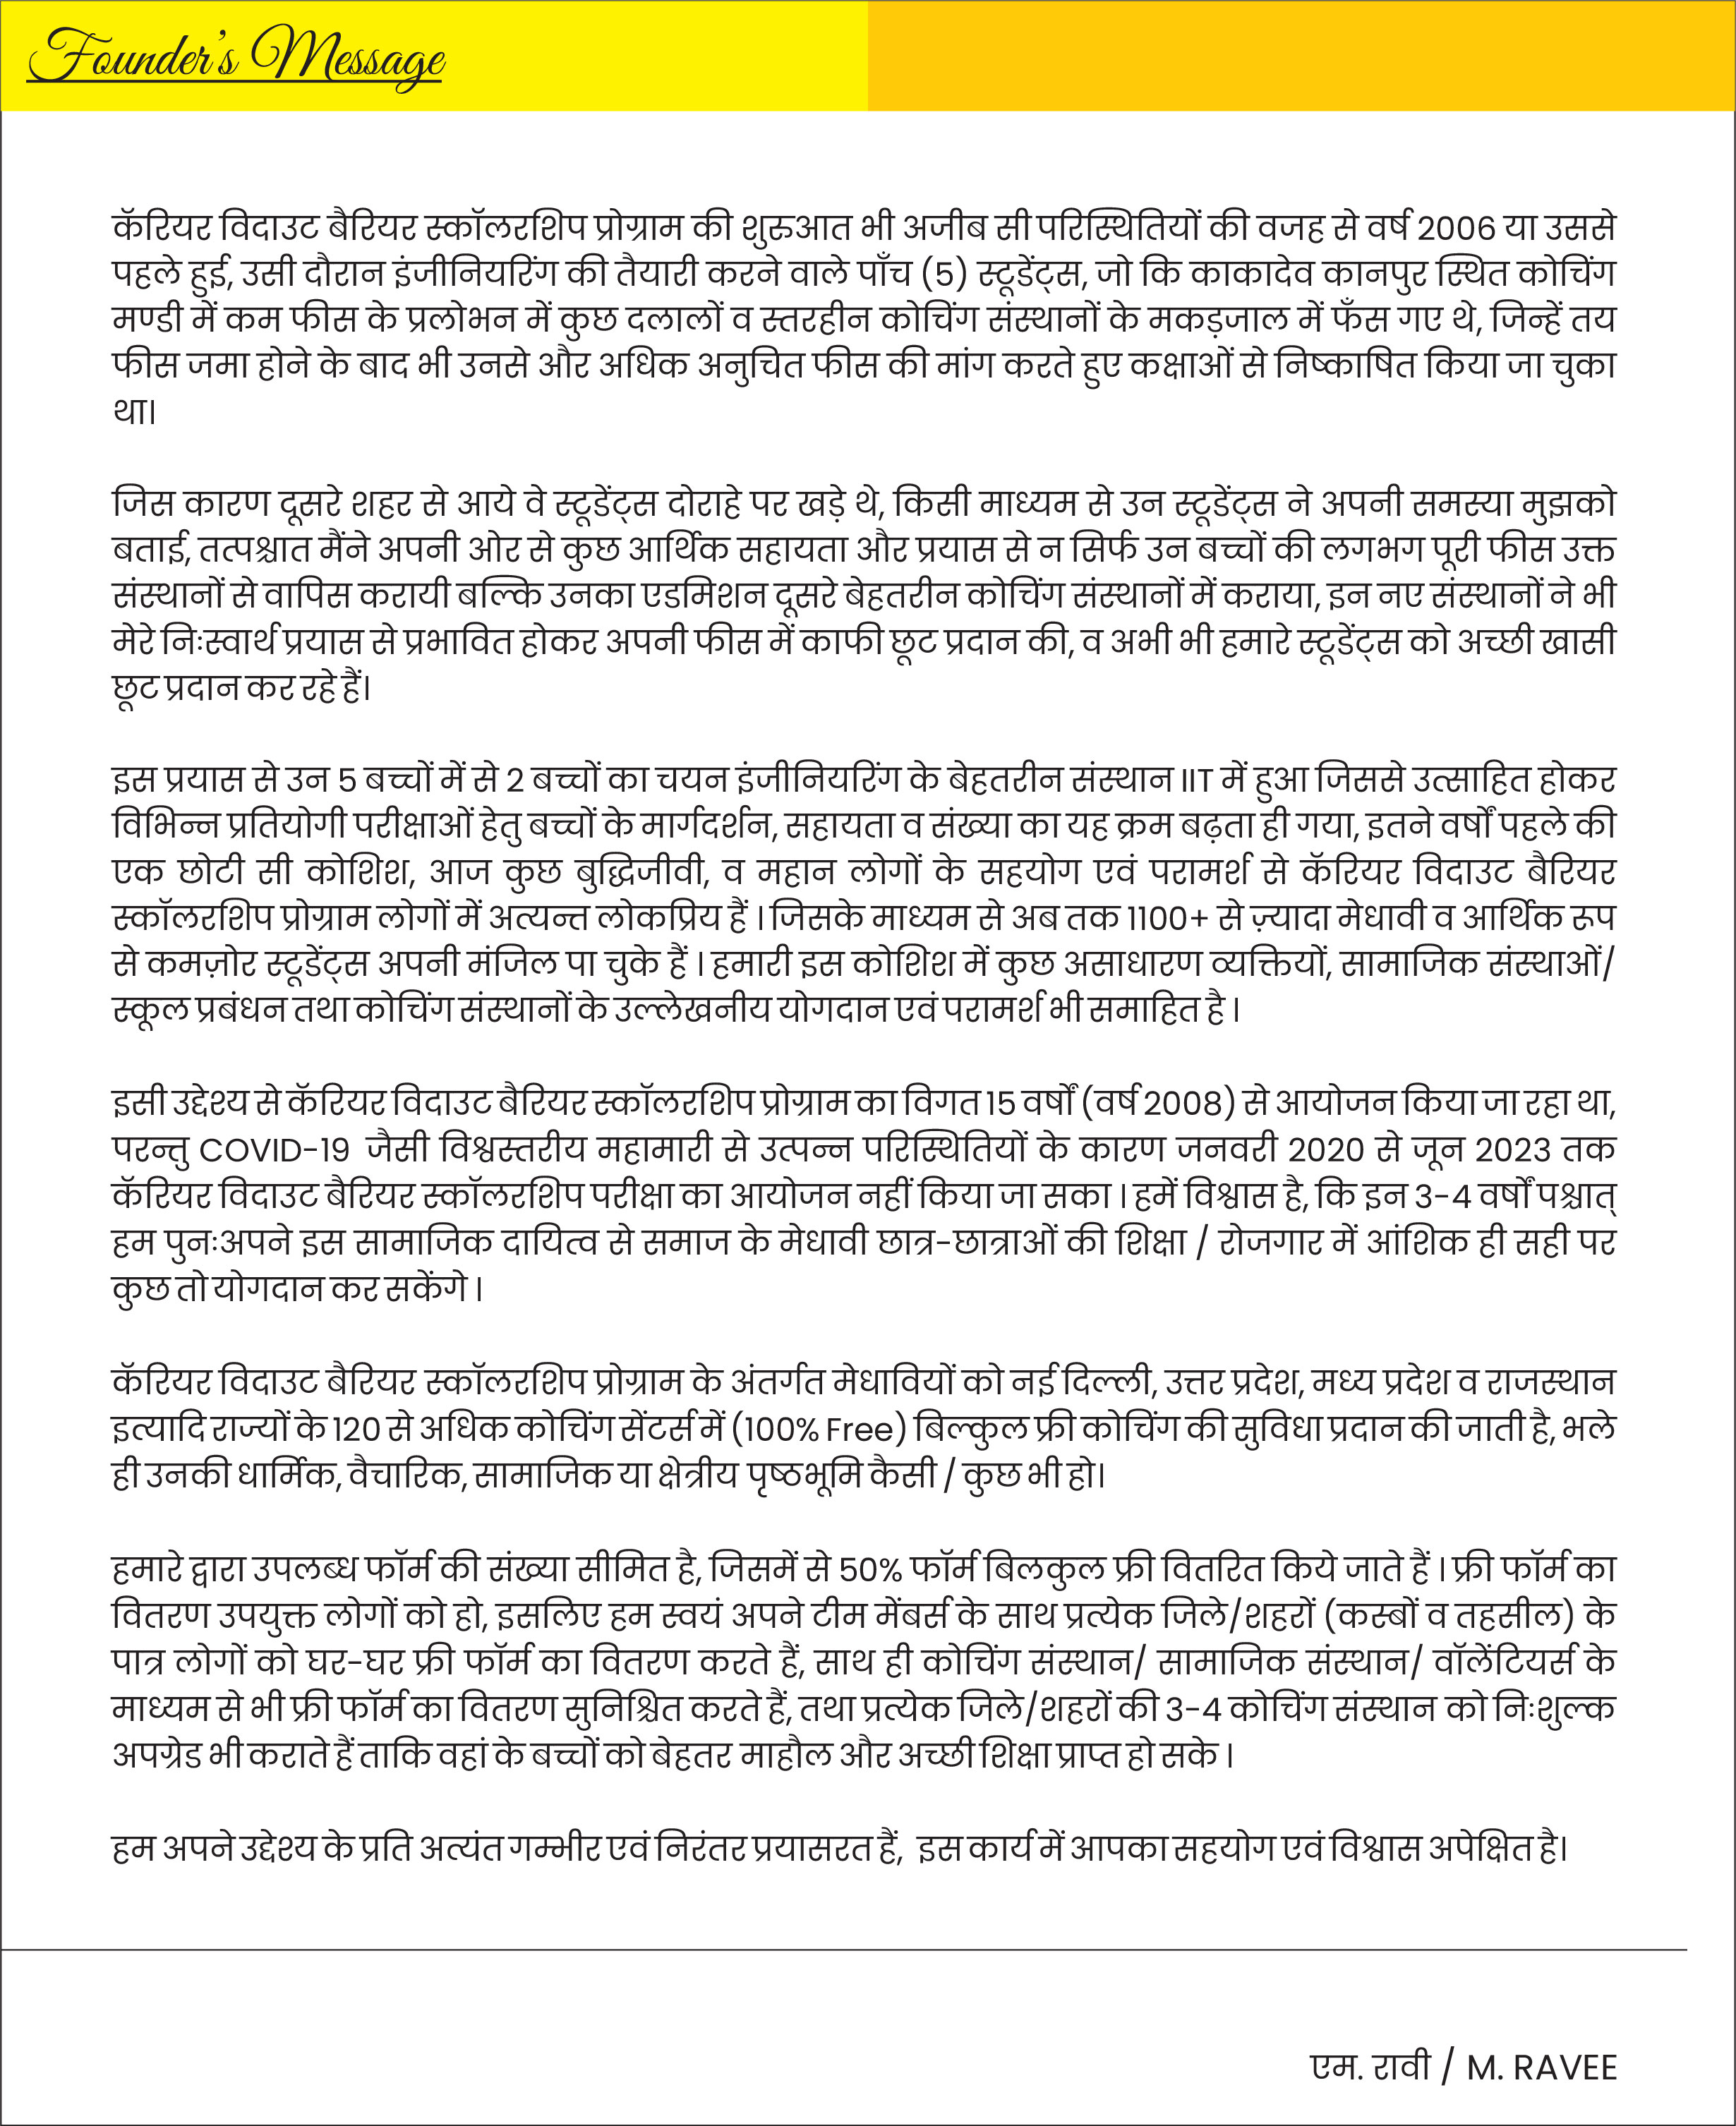 Founder's Message
कॅरियर विदाउट बैरियर स्कॉलरशिप प्रोग्राम की शुरुआत भी अजीब सी परिस्थितियों की वजह से वर्ष 2006 या उससे
पहले हुई, उसी दौरान इंजीनियरिंग की तैयारी करने वाले पाँच (5) स्टूडेंट्स, जो कि काकादेव कानपुर स्थित कोचिंग
मण्डी में कम फीस के प्रलोभन में कुछ दलालों व स्तरहीन कोचिंग संस्थानों के मकड़जाल में फँस गए थे, जिन्हें तय
फीस जमा होने के बाद भी उनसे और अधिक अनुचित फीस की मांग करते हुए कक्षाओं से निष्काषित किया जा चुका
था।
जिस कारण दूसरे शहर से आये वे स्टूडेंट्स दोराहे पर खड़े थे, किसी माध्यम से उन स्टूडेंट्स ने अपनी समस्या मुझको
बताई, तत्पश्चात मैंने अपनी ओर से कुछ आर्थिक सहायता और प्रयास से न सिर्फ उन बच्चों की लगभग पूरी फीस उक्त
संस्थानों से वापिस करायी बल्कि उनका एडमिशन दूसरे बेहतरीन कोचिंग संस्थानों में कराया, इन नए संस्थानों ने भी
मेरे निःस्वार्थ प्रयास से प्रभावित होकर अपनी फीस में काफी छूट प्रदान की, व अभी भी हमारे स्टूडेंट्स को अच्छी खासी
छूट प्रदान कर रहे हैं।
इस प्रयास से उन 5 बच्चों में से 2 बच्चों का चयन इंजीनियरिंग के बेहतरीन संस्थान IIT में हुआ जिससे उत्साहित होकर
विभिन्न प्रतियोगी परीक्षाओं हेतु बच्चों के मार्गदर्शन, सहायता व संख्या का यह क्रम बढ़ता ही गया, इतने वर्षों पहले की
एक छोटी सी कोशिश, आज कुछ बुद्धिजीवी, व महान लोगों के सहयोग एवं परामर्श से कॅरियर विदाउट बैरियर
स्कॉलरशिप प्रोग्राम लोगों में अत्यन्त लोकप्रिय हैं । जिसके माध्यम से अब तक 1100+ से ज़्यादा मेधावी व आर्थिक रूप
से कमज़ोर स्टूडेंट्स अपनी मंजिल पा चुके हैं । हमारी इस कोशिश में कुछ असाधारण व्यक्तियों, सामाजिक संस्थाओं/
स्कूल प्रबंधन तथा कोचिंग संस्थानों के उल्लेखनीय योगदान एवं परामर्श भी समाहित है ।
इसी उद्देश्य से कॅरियर विदाउट बैरियर स्कॉलरशिप प्रोग्राम का विगत 15 वर्षों (वर्ष 2008) से आयोजन किया जा रहा था,
परन्तु COVID-19 जैसी विश्वस्तरीय महामारी से उत्पन्न परिस्थितियों के कारण जनवरी 2020 से जून 2023 तक
कॅरियर विदाउट बैरियर स्कॉलरशिप परीक्षा का आयोजन नहीं किया जा सका । हमें विश्वास है, कि इन 3-4 वर्षों पश्चात्
हम पुनःअपने इस सामाजिक दायित्व से समाज के मेधावी छात्र-छात्राओं की शिक्षा / रोजगार में आंशिक ही सही पर
कुछ तो योगदान कर सकेंगे ।
कॅरियर विदाउट बैरियर स्कॉलरशिप प्रोग्राम के अंतर्गत मेधावियों को नई दिल्ली, उत्तर प्रदेश, मध्य प्रदेश व राजस्थान
इत्यादि राज्यों के 120 से अधिक कोचिंग सेंटर्स में (100% Free) बिल्कुल फ्री कोचिंग की सुविधा प्रदान की जाती है, भले
ही उनकी धार्मिक, वैचारिक, सामाजिक या क्षेत्रीय पृष्ठभूमि कैसी / कुछ भी हो।
हमारे द्वारा उपलब्ध फॉर्म की संख्या सीमित है, जिसमें से 50% फॉर्म बिलकुल फ्री वितरित किये जाते हैं । फ्री फॉर्म का
वितरण उपयुक्त लोगों को हो, इसलिए हम स्वयं अपने टीम मेंबर्स के साथ प्रत्येक जिले/शहरों (कस्बों व तहसील) के
पात्र लोगों को घर-घर फ्री फॉर्म का वितरण करते हैं, साथ ही कोचिंग संस्थान/ सामाजिक संस्थान/ वॉलेंटियर्स के
माध्यम से भी फ्री फॉर्म का वितरण सुनिश्चित करते हैं, तथा प्रत्येक जिले/शहरों की 3-4 कोचिंग संस्थान को निःशुल्क
अपग्रेड भी कराते हैं ताकि वहां के बच्चों को बेहतर माहौल और अच्छी शिक्षा प्राप्त हो सके ।
हम अपने उद्देश्य के प्रति अत्यंत गम्भीर एवं निरंतर प्रयासरत हैं, इस कार्य में आपका सहयोग एवं विश्वास अपेक्षित है।
एम. रावी / M. RAVEE